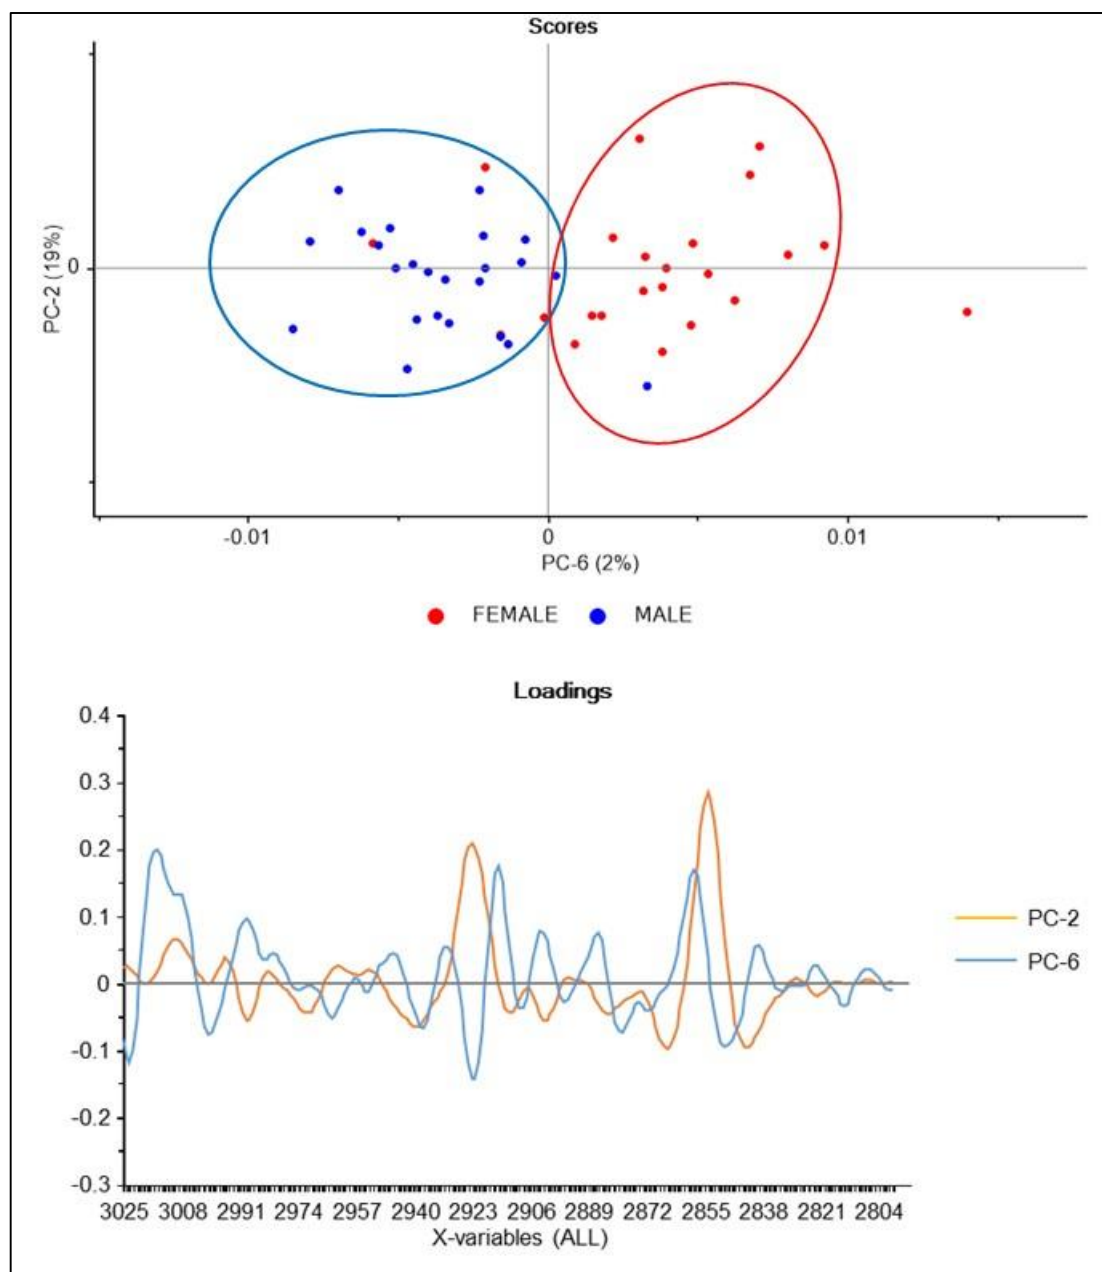 Scores
PC-2 (19%)
0
-0.01 0 0.01
PC-6 (2%)
FEMALE MALE
Loadings
0.4
0.3
0.2
0.1
0
-0.1
-0.2
-0.3
PC-2
PC-6
3025 3008 2991 2974 2957 2940 2923 2906 2889 2872 2855 2838 2821 2804
X-variables (ALL)